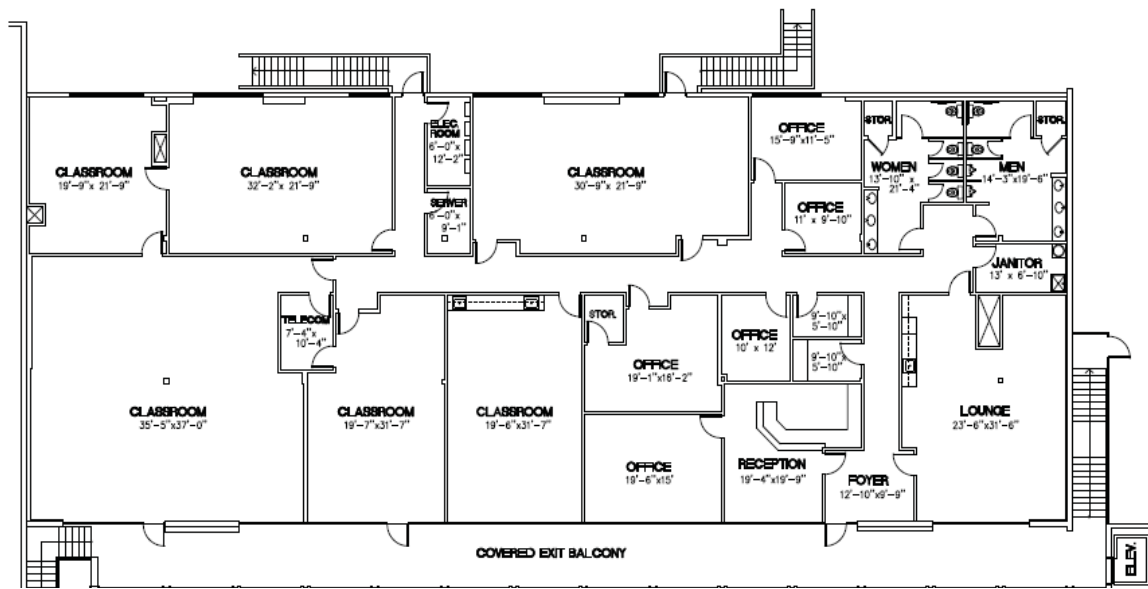 CLASSROOM
19'-9"x 21'-9"
CLASSROOM
32'-2"x 21'-9"
ELEC.
ROOM
6'-0"x
12'-2"
SERVER
6'-0"x
9'-1"
CLASSROOM
30'-9"x 21'-9"
OFFICE
15'-9"x11'-5"
OFFICE
11' x 9'-10"
STOR.
WOMEN
13'-10" x
21'-4"
STOR.
MEN
14'-3"x19'-6"
JANITOR
13' x 6'-10"
TELECOM
7'-4"x
10'-4"
STOR.
OFFICE
19'-1"x16'-2"
OFFICE
10' x 12'
9'-10"x
5'-10"
9'-10"x
5'-10"
CLASSROOM
35'-5"x37'-0"
CLASSROOM
19'-7"x31'-7"
CLASSROOM
19'-6"x31'-7"
OFFICE
19'-6"x15'
RECEPTION
19'-4"x19'-9"
FOYER
12'-10"x9'-9"
LOUNGE
23'-6"x31'-6"
COVERED EXIT BALCONY
ELEV.